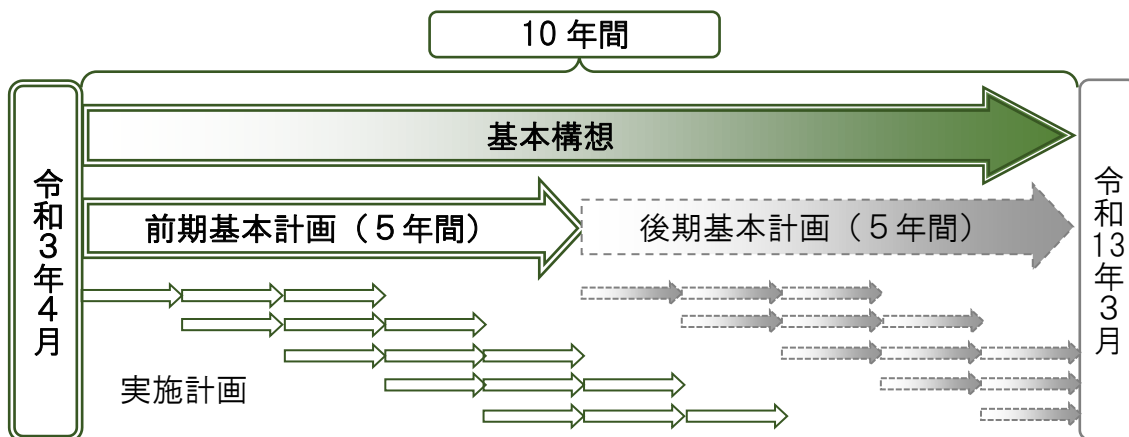 10 年間
基本構想
令和３年４月
前期基本計画（５年間）
後期基本計画（５年間）
令和13年３月
実施計画